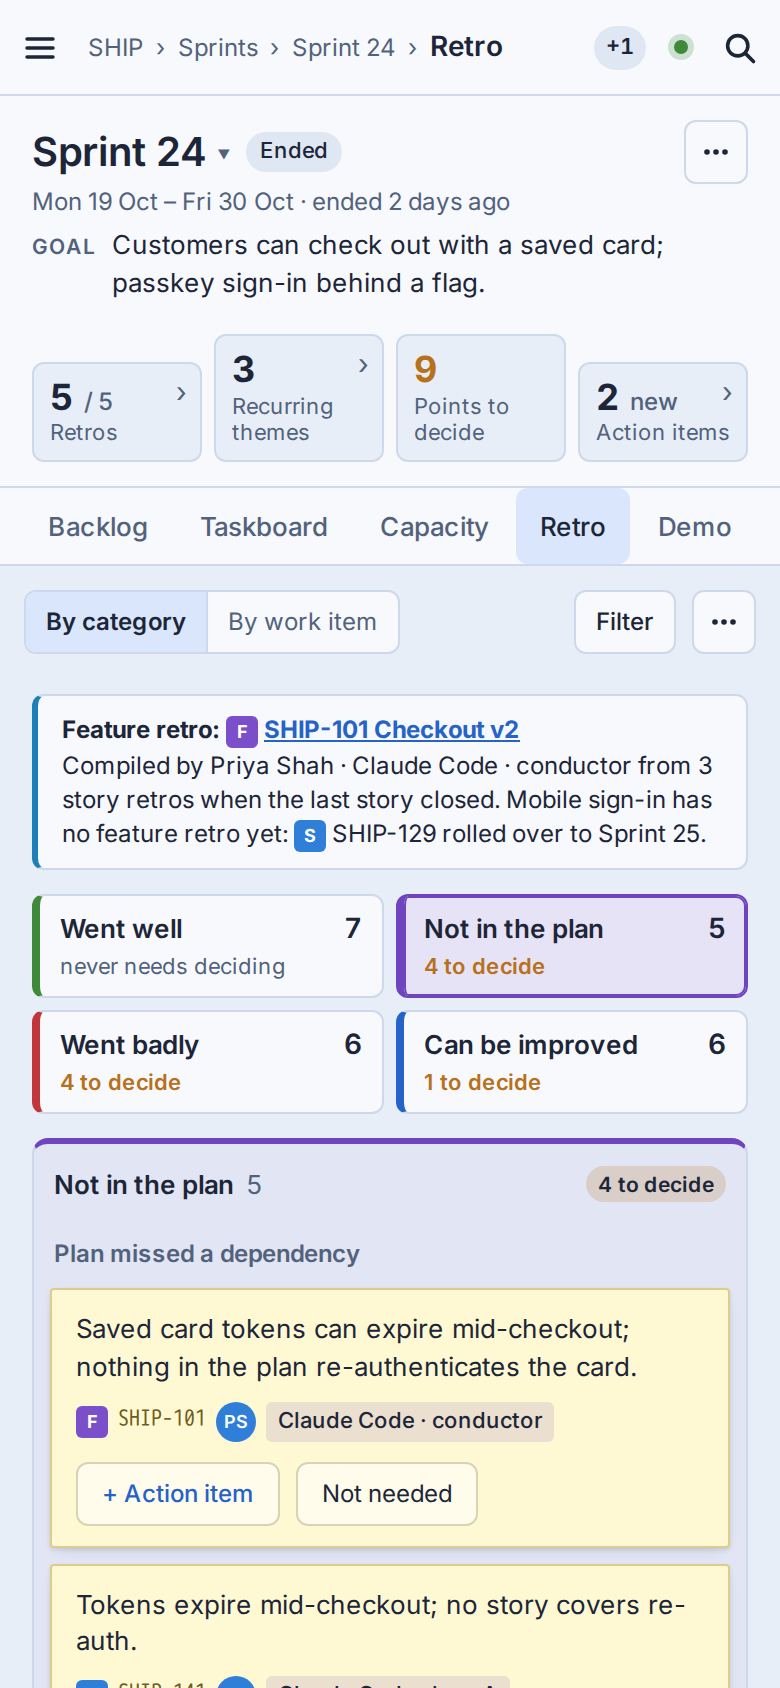 SHIP › Sprints › Sprint 24 › Retro +1
Sprint 24 ▾ Ended •••
Mon 19 Oct – Fri 30 Oct · ended 2 days ago
GOAL Customers can check out with a saved card;
passkey sign-in behind a flag.
5 / 5 ›
Retros
3 ›
Recurring
themes
9
Points to
decide
2 new ›
Action items
Backlog Taskboard Capacity Retro Demo
By category By work item Filter •••
Feature retro: F SHIP-101 Checkout v2
Compiled by Priya Shah · Claude Code · conductor from 3
story retros when the last story closed. Mobile sign-in has
no feature retro yet: S SHIP-129 rolled over to Sprint 25.
Went well 7
never needs deciding
Not in the plan 5
4 to decide
Went badly 6
4 to decide
Can be improved 6
1 to decide
Not in the plan 5 4 to decide
Plan missed a dependency
Saved card tokens can expire mid-checkout;
nothing in the plan re-authenticates the card.
F SHIP-101 PS Claude Code · conductor
+ Action item Not needed
Tokens expire mid-checkout; no story covers re-
auth.